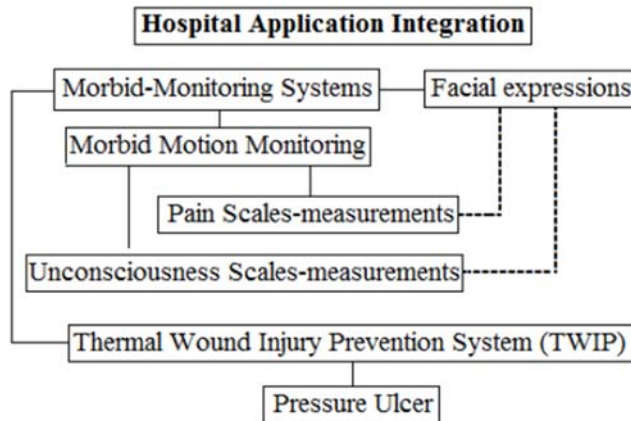 Hospital Application Integration
Morbid-Monitoring Systems
Facial expressions
Morbid Motion Monitoring
Pain Scales-measurements
Unconsciousness Scales-measurements
Thermal Wound Injury Prevention System (TWIP)
Pressure Ulcer